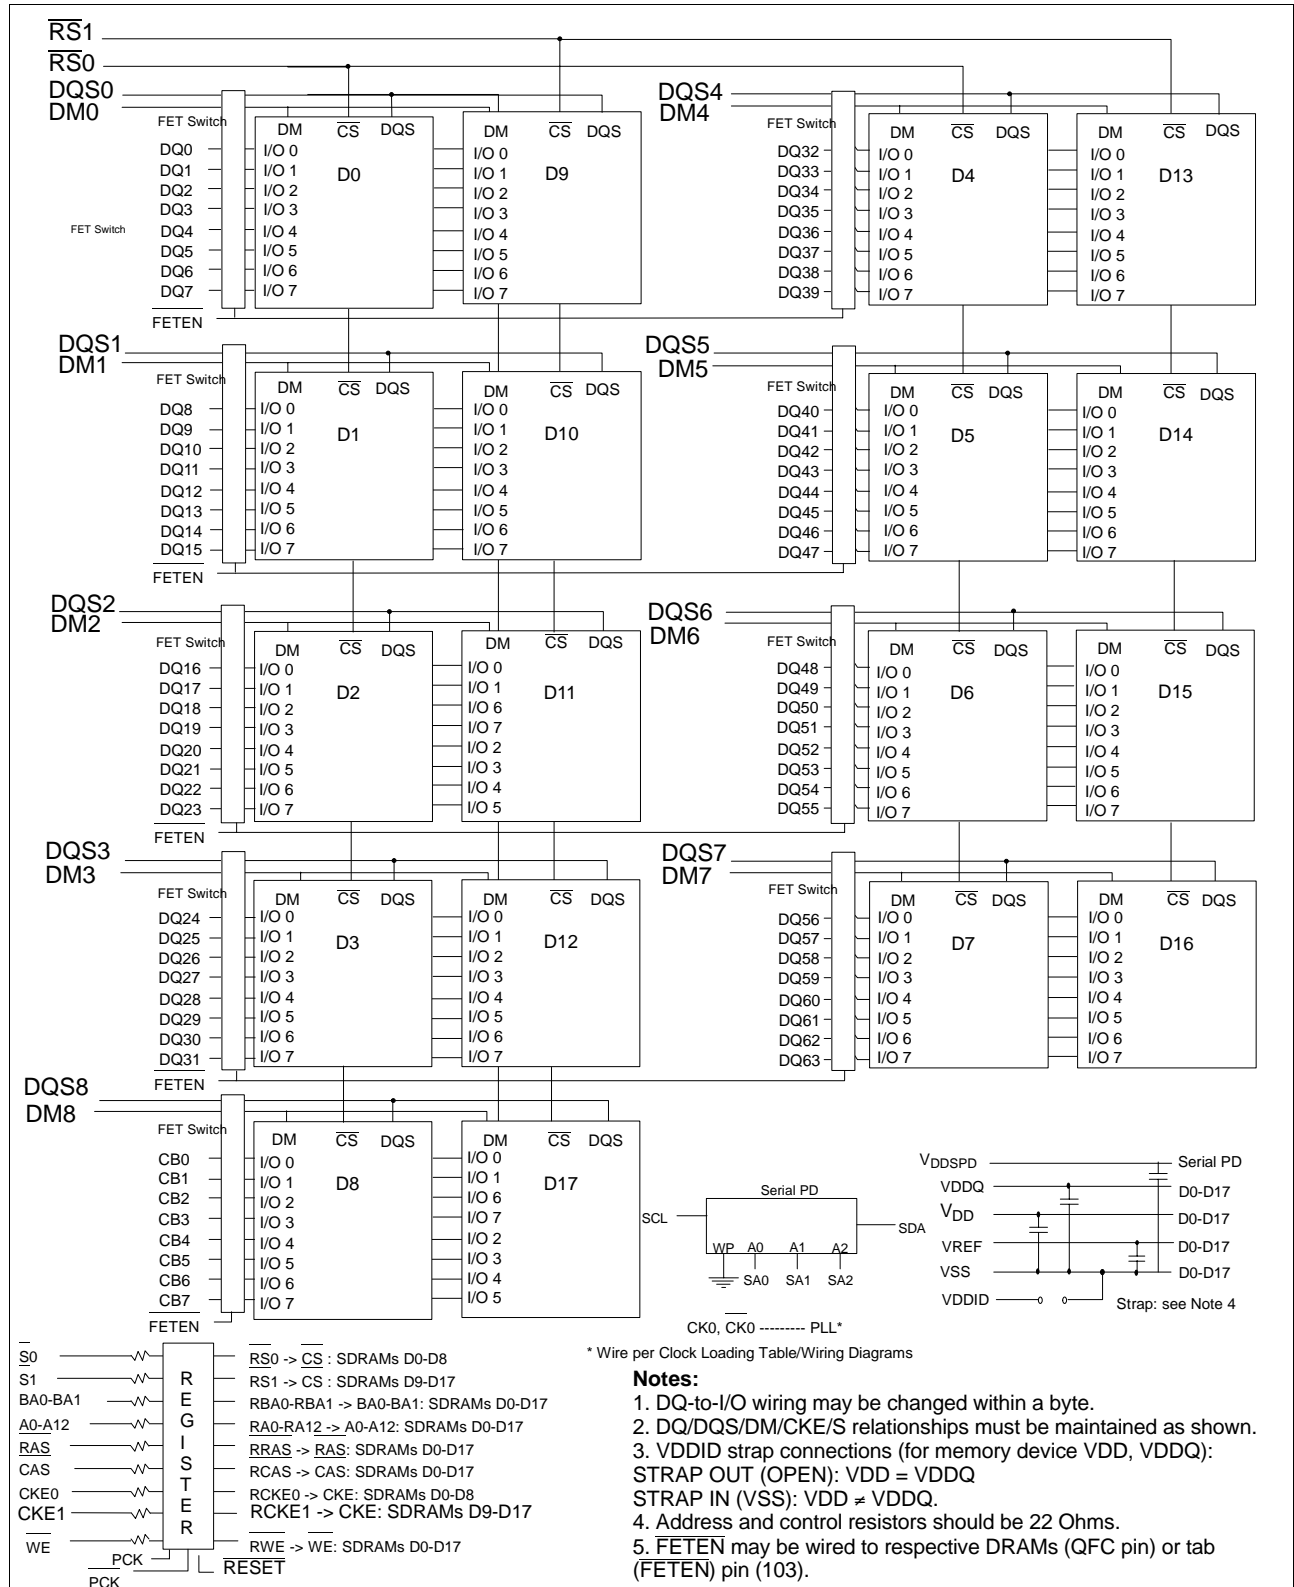 RS1
RS0
DQS0
DM0
FET Switch
DQ0
DQ1
DQ2
DQ3
FET Switch
DQ4
DQ5
DQ6
DQ7
FETEN
DM CS DQS
I/O 0
I/O 1
I/O 2
I/O 3
I/O 4
I/O 5
I/O 6
I/O 7
D0
DM CS DQS
I/O 0
I/O 1
I/O 2
I/O 3
I/O 4
I/O 5
I/O 6
I/O 7
D9
DQS4
DM4
FET Switch
DQ32
DQ33
DQ34
DQ35
DQ36
DQ37
DQ38
DQ39
DM CS DQS
I/O 0
I/O 1
I/O 2
I/O 3
I/O 4
I/O 5
I/O 6
I/O 7
D4
DM CS DQS
I/O 0
I/O 1
I/O 2
I/O 3
I/O 4
I/O 5
I/O 6
I/O 7
D13
DQS1
DM1
FET Switch
DQ8
DQ9
DQ10
DQ11
DQ12
DQ13
DQ14
DQ15
FETEN
DM CS DQS
I/O 0
I/O 1
I/O 2
I/O 3
I/O 4
I/O 5
I/O 6
I/O 7
D1
DM CS DQS
I/O 0
I/O 1
I/O 2
I/O 3
I/O 4
I/O 5
I/O 6
I/O 7
D10
DQS5
DM5
FET Switch
DQ40
DQ41
DQ42
DQ43
DQ44
DQ45
DQ46
DQ47
DM CS DQS
I/O 0
I/O 1
I/O 2
I/O 3
I/O 4
I/O 5
I/O 6
I/O 7
D5
DM CS DQS
I/O 0
I/O 1
I/O 2
I/O 3
I/O 4
I/O 5
I/O 6
I/O 7
D14
DQS2
DM2
FET Switch
DQ16
DQ17
DQ18
DQ19
DQ20
DQ21
DQ22
DQ23
FETEN
DM CS DQS
I/O 0
I/O 1
I/O 2
I/O 3
I/O 4
I/O 5
I/O 6
I/O 7
D2
DM CS DQS
I/O 0
I/O 1
I/O 6
I/O 7
I/O 2
I/O 3
I/O 4
I/O 5
D11
DQS6
DM6
FET Switch
DQ48
DQ49
DQ50
DQ51
DQ52
DQ53
DQ54
DQ55
DM CS DQS
I/O 0
I/O 1
I/O 2
I/O 3
I/O 4
I/O 5
I/O 6
I/O 7
D6
DM CS DQS
I/O 0
I/O 1
I/O 2
I/O 3
I/O 4
I/O 5
I/O 6
I/O 7
D15
DQS3
DM3
FET Switch
DQ24
DQ25
DQ26
DQ27
DQ28
DQ29
DQ30
DQ31
FETEN
DM CS DQS
I/O 0
I/O 1
I/O 2
I/O 3
I/O 4
I/O 5
I/O 6
I/O 7
D3
DM CS DQS
I/O 0
I/O 1
I/O 2
I/O 3
I/O 4
I/O 5
I/O 6
I/O 7
D12
DQS7
DM7
FET Switch
DQ56
DQ57
DQ58
DQ59
DQ60
DQ61
DQ62
DQ63
DM CS DQS
I/O 0
I/O 1
I/O 2
I/O 3
I/O 4
I/O 5
I/O 6
I/O 7
D7
DM CS DQS
I/O 0
I/O 1
I/O 2
I/O 3
I/O 4
I/O 5
I/O 6
I/O 7
D16
DQS8
DM8
FET Switch
CB0
CB1
CB2
CB3
CB4
CB5
CB6
CB7
FETEN
DM CS DQS
I/O 0
I/O 1
I/O 2
I/O 3
I/O 4
I/O 5
I/O 6
I/O 7
D8
DM CS DQS
I/O 0
I/O 1
I/O 6
I/O 7
I/O 2
I/O 3
I/O 4
I/O 5
D17
Serial PD
SCL
SDA
WP A0 A1 A2
SA0 SA1 SA2
VDDSPD Serial PD
VDDQ D0-D17
VDD D0-D17
VREF D0-D17
VSS D0-D17
VDDID Strap: see Note 4
CK0, CK0 --------- PLL*
* Wire per Clock Loading Table/Wiring Diagrams
S0
S1
BA0-BA1
A0-A12
RAS
CAS
CKE0
CKE1
WE
REGISTER
PCK
PCK
RESET
RS0 -> CS : SDRAMs D0-D8
RS1 -> CS : SDRAMs D9-D17
RBA0-RBA1 -> BA0-BA1: SDRAMs D0-D17
RA0-RA12 -> A0-A12: SDRAMs D0-D17
RRAS -> RAS: SDRAMs D0-D17
RCAS -> CAS: SDRAMs D0-D17
RCKE0 -> CKE: SDRAMs D0-D8
RCKE1 -> CKE: SDRAMs D9-D17
RWE -> WE: SDRAMs D0-D17
Notes:
1. DQ-to-I/O wiring may be changed within a byte.
2. DQ/DQS/DM/CKE/S relationships must be maintained as shown.
3. VDDID strap connections (for memory device VDD, VDDQ):
STRAP OUT (OPEN): VDD = VDDQ
STRAP IN (VSS): VDD ≠ VDDQ.
4. Address and control resistors should be 22 Ohms.
5. FETEN may be wired to respective DRAMs (QFC pin) or tab
(FETEN) pin (103).